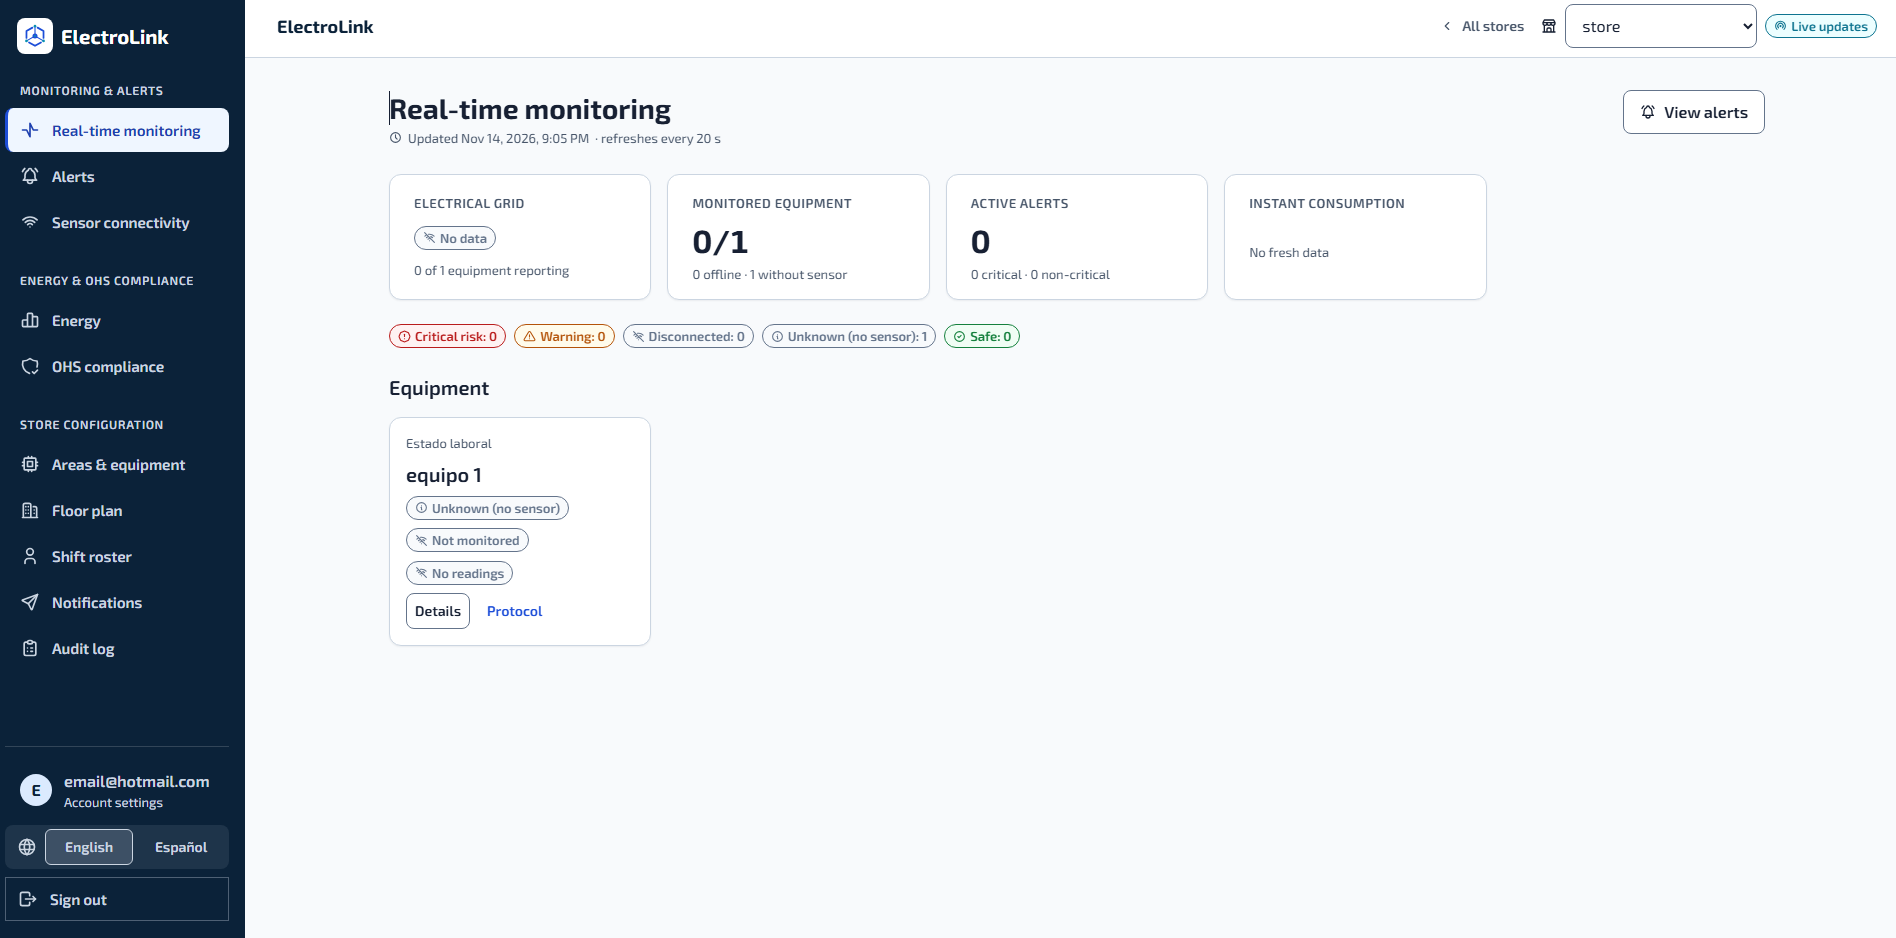 ElectroLink
MONITORING & ALERTS
Real-time monitoring
Alerts
Sensor connectivity
ENERGY & OHS COMPLIANCE
Energy
OHS compliance
STORE CONFIGURATION
Areas & equipment
Floor plan
Shift roster
Notifications
Audit log
E
email@hotmail.com
Account settings
English Español
Sign out
ElectroLink
All stores store Live updates
Real-time monitoring
View alerts
Updated Nov 14, 2026, 9:05 PM · refreshes every 20 s
ELECTRICAL GRID
No data
0 of 1 equipment reporting
MONITORED EQUIPMENT
0/1
0 offline · 1 without sensor
ACTIVE ALERTS
0
0 critical · 0 non-critical
INSTANT CONSUMPTION
No fresh data
Critical risk: 0 Warning: 0 Disconnected: 0 Unknown (no sensor): 1 Safe: 0
Equipment
Estado laboral
equipo 1
Unknown (no sensor)
Not monitored
No readings
Details Protocol